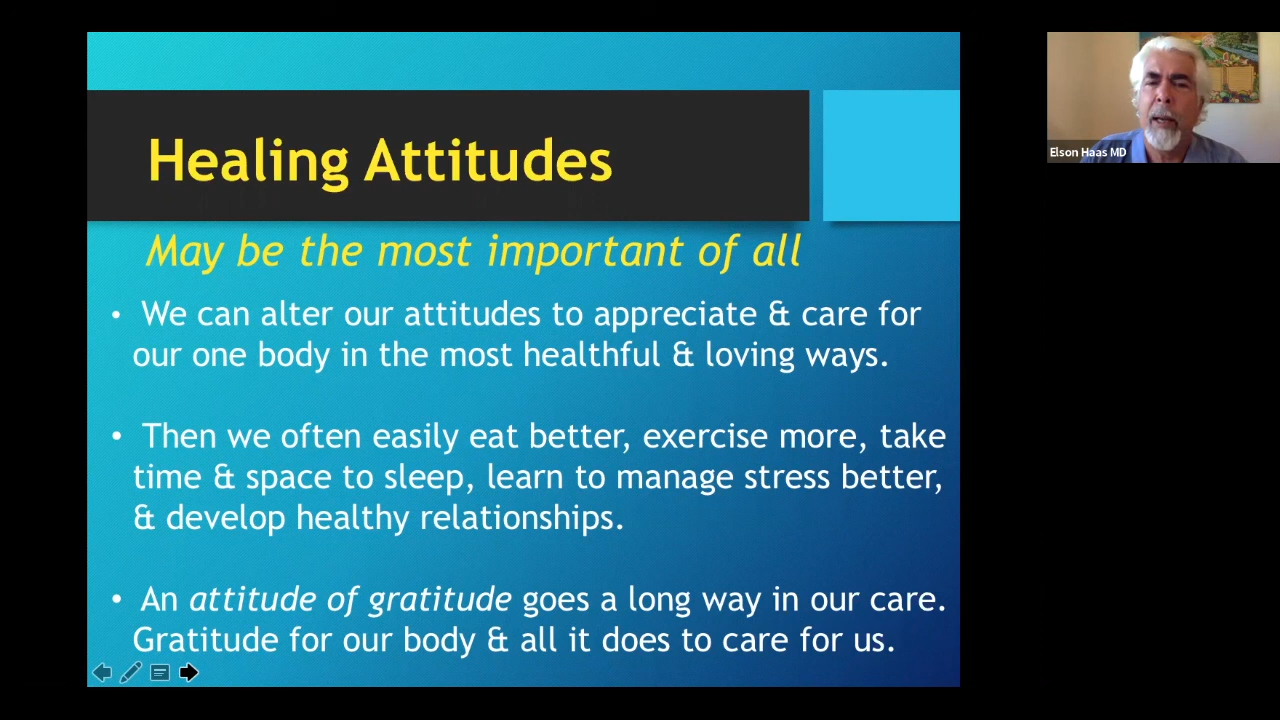 Healing Attitudes
May be the most important of all
• We can alter our attitudes to appreciate & care for
our one body in the most healthful & loving ways.
• Then we often easily eat better, exercise more, take
time & space to sleep, learn to manage stress better,
& develop healthy relationships.
• An attitude of gratitude goes a long way in our care.
Gratitude for our body & all it does to care for us.
Elson Haas MD